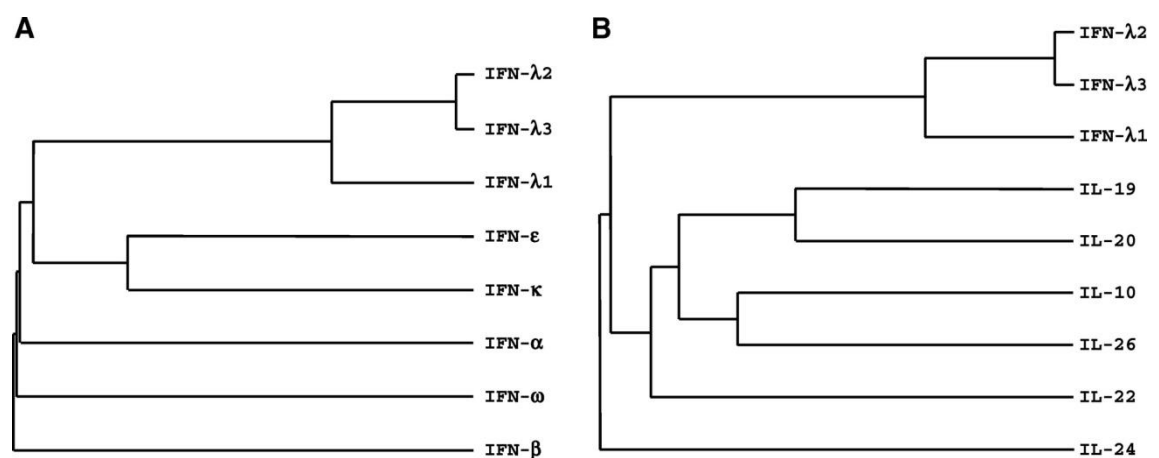 A
IFN-λ2
IFN-λ3
IFN-λ1
IFN-ε
IFN-κ
IFN-α
IFN-ω
IFN-β
B
IFN-λ2
IFN-λ3
IFN-λ1
IL-19
IL-20
IL-10
IL-26
IL-22
IL-24